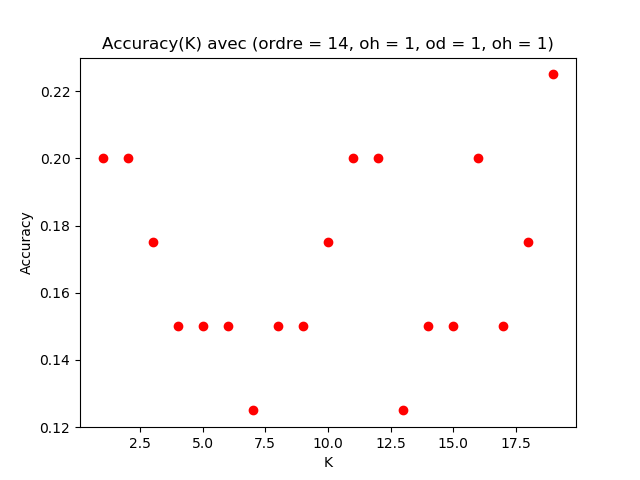 Accuracy(K) avec (ordre = 14, oh = 1, od = 1, oh = 1)
Accuracy
0.22
0.20
0.18
0.16
0.14
0.12
2.5 5.0 7.5 10.0 12.5 15.0 17.5
K